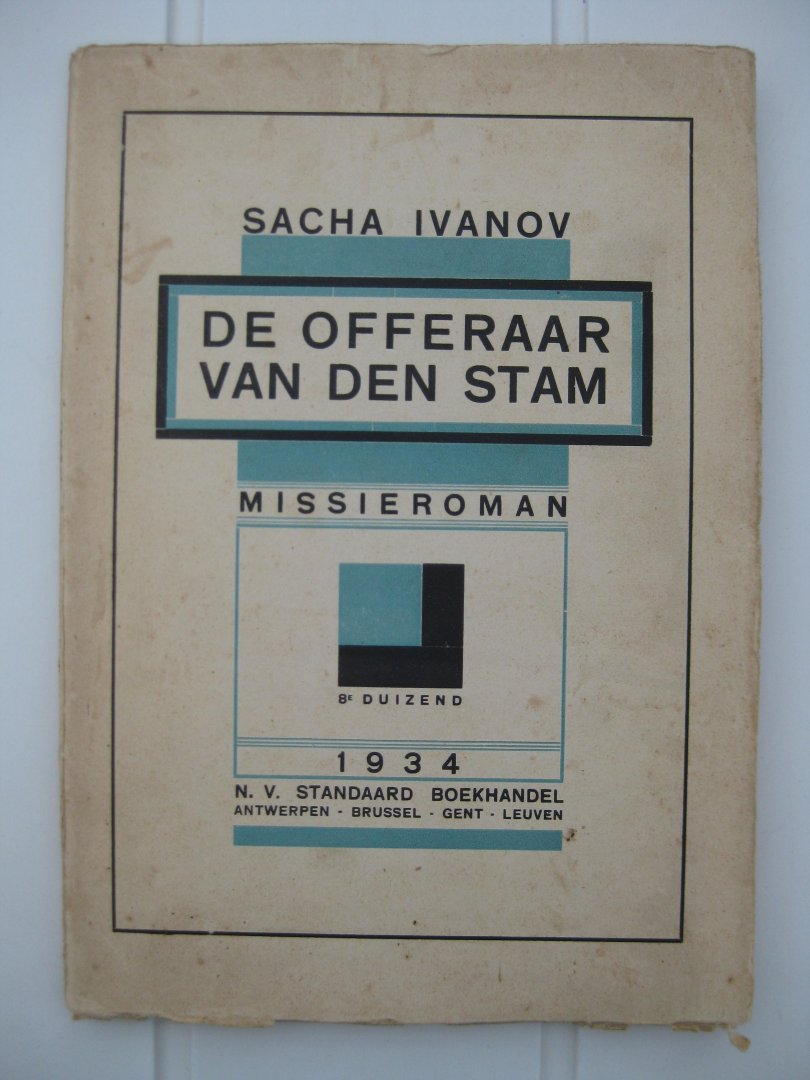 SACHA IVANOV
DE OFFERAAR
VAN DEN STAM
MISSIEROMAN
8E DUIZEND
1934
N. V. STANDAARD BOEKHANDEL
ANTWERPEN - BRUSSEL - GENT - LEUVEN